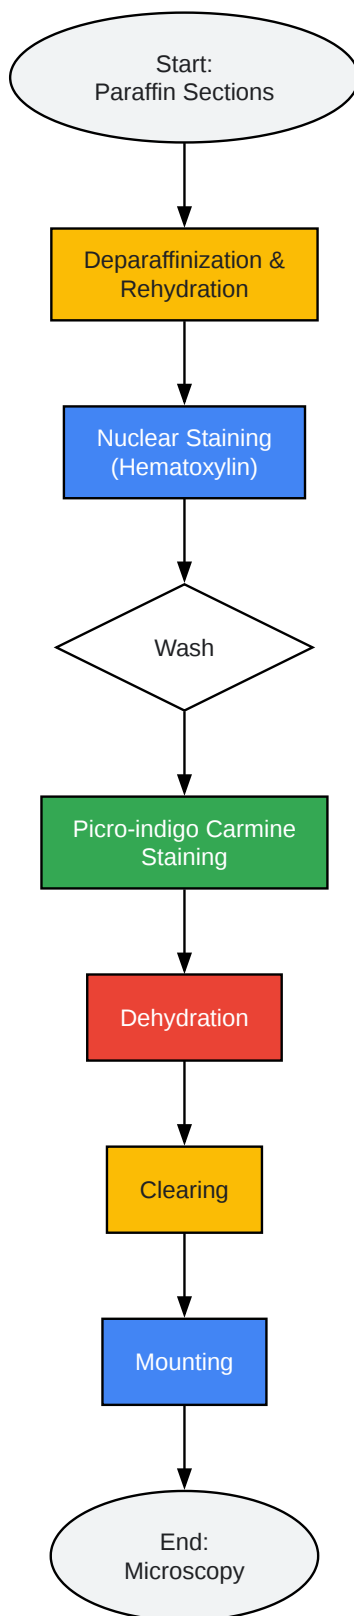 Start:
Paraffin Sections
Deparaffinization &
Rehydration
Nuclear Staining
(Hematoxylin)
Wash
Picro-indigo Carmine
Staining
Dehydration
Clearing
Mounting
End:
Microscopy